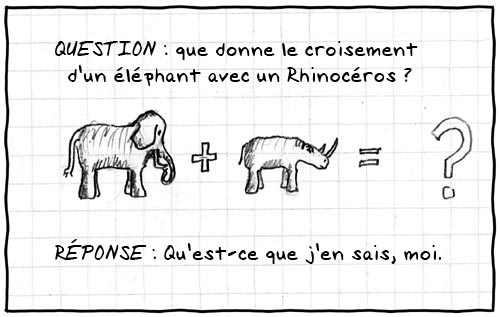 QUESTION : que donne le croisement
d'un éléphant avec un Rhinocéros ?
+ = ?
RÉPONSE : Qu'est-ce que j'en sais, moi.